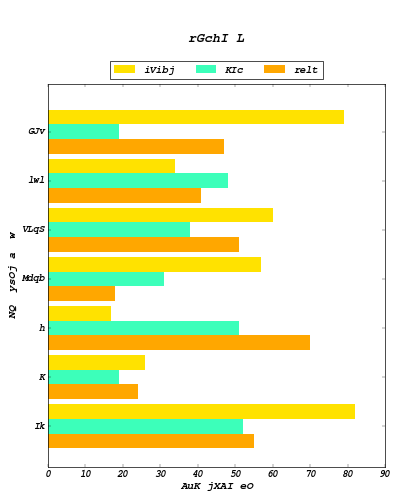 rGchI L
iVibj KIc relt
GJv
lwl
VLqS
Mdqb
h
K
Ik
NQ ysoj a w
0 10 20 30 40 50 60 70 80 90
AuK jXAI eO